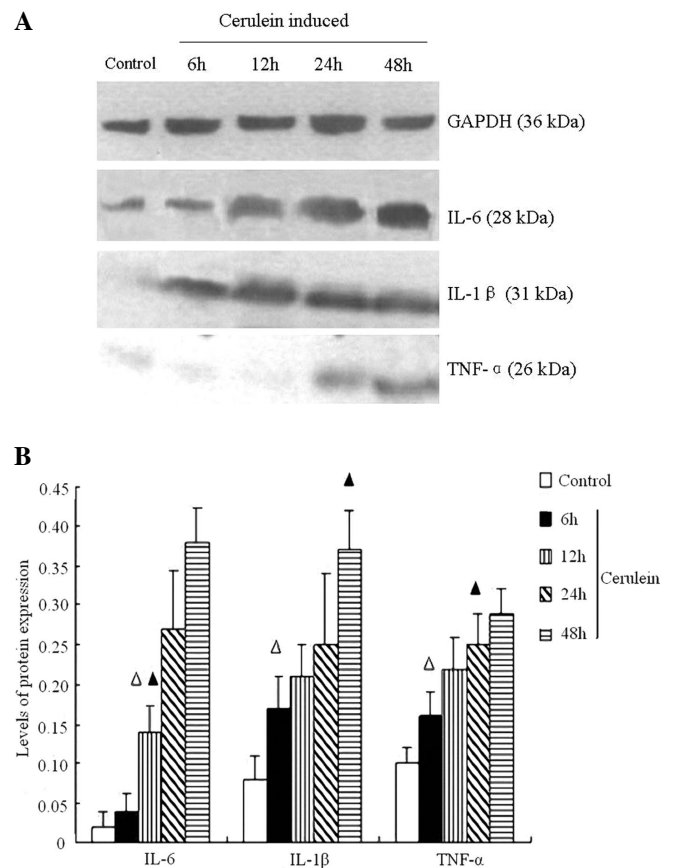 A
Cerulein induced
Control 6h 12h 24h 48h
GAPDH (36 kDa)
IL-6 (28 kDa)
IL-1β (31 kDa)
TNF-α (26 kDa)
B
Levels of protein expression
0.45
0.40
0.35
0.30
0.25
0.20
0.15
0.10
0.05
0
IL-6 IL-1β TNF-α
Control
6h
12h
24h
48h
Cerulein